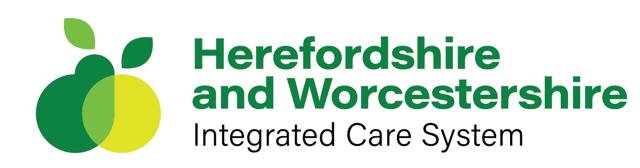 Herefordshire
and Worcestershire
Integrated Care System